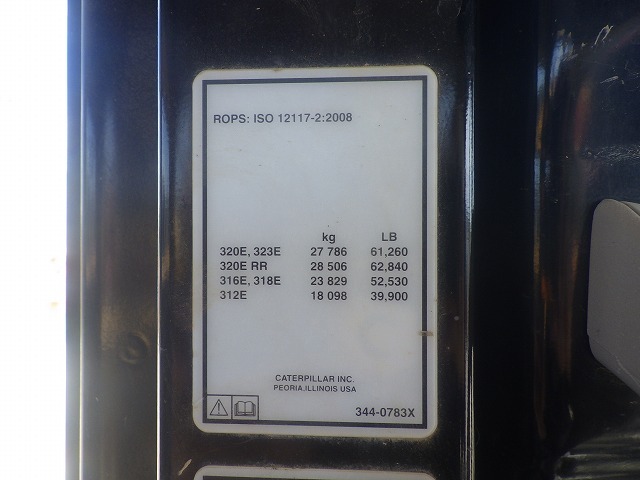 ROPS: ISO 12117-2:2008
kg LB
320E, 323E 27 786 61,260
320E RR 28 506 62,840
316E, 318E 23 829 52,530
312E 18 098 39,900
CATERPILLAR INC.
PEORIA,ILLINOIS USA
344-0783X